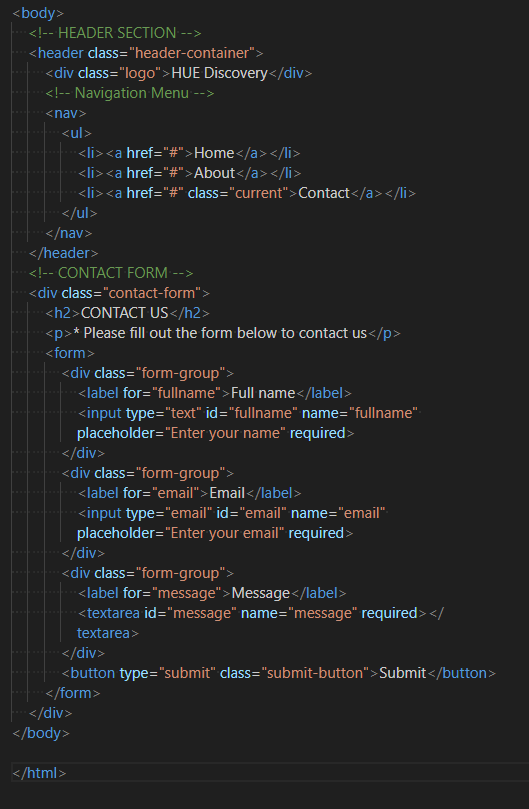 <body>
<!-- HEADER SECTION -->
<header class="header-container">
<div class="logo">HUE Discovery</div>
<!-- Navigation Menu -->
<nav>
<ul>
<li><a href="#">Home</a></li>
<li><a href="#">About</a></li>
<li><a href="#" class="current">Contact</a></li>
</ul>
</nav>
</header>
<!-- CONTACT FORM -->
<div class="contact-form">
<h2>CONTACT US</h2>
<p>* Please fill out the form below to contact us</p>
<form>
<div class="form-group">
<label for="fullname">Full name</label>
<input type="text" id="fullname" name="fullname"
placeholder="Enter your name" required>
</div>
<div class="form-group">
<label for="email">Email</label>
<input type="email" id="email" name="email"
placeholder="Enter your email" required>
</div>
<div class="form-group">
<label for="message">Message</label>
<textarea id="message" name="message" required></
textarea>
</div>
<button type="submit" class="submit-button">Submit</button>
</form>
</div>
</body>
</html>